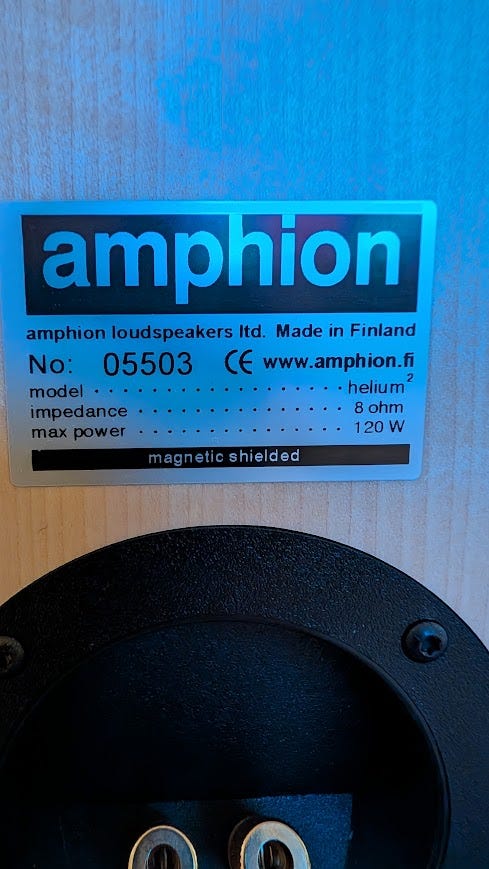 amphion
amphion loudspeakers ltd. Made in Finland
No: 05503 CE www.amphion.fi
model · · · · · · · · · · · · · · · · · · · · helium²
impedance · · · · · · · · · · · · · · · 8 ohm
max power · · · · · · · · · · · · · · · 120 W
magnetic shielded